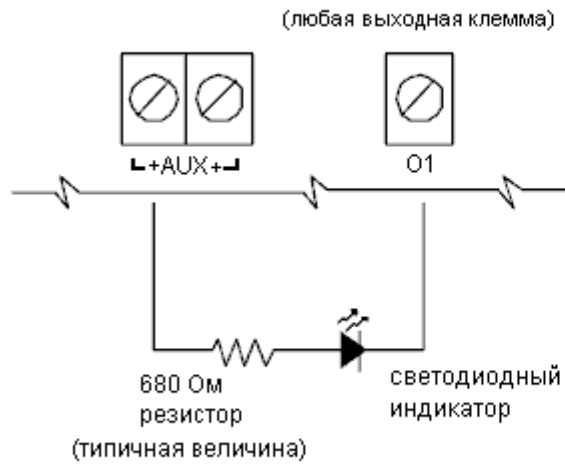 (любая выходная клемма)
+AUX+
O1
680 Ом
резистор
(типичная величина)
светодиодный
индикатор